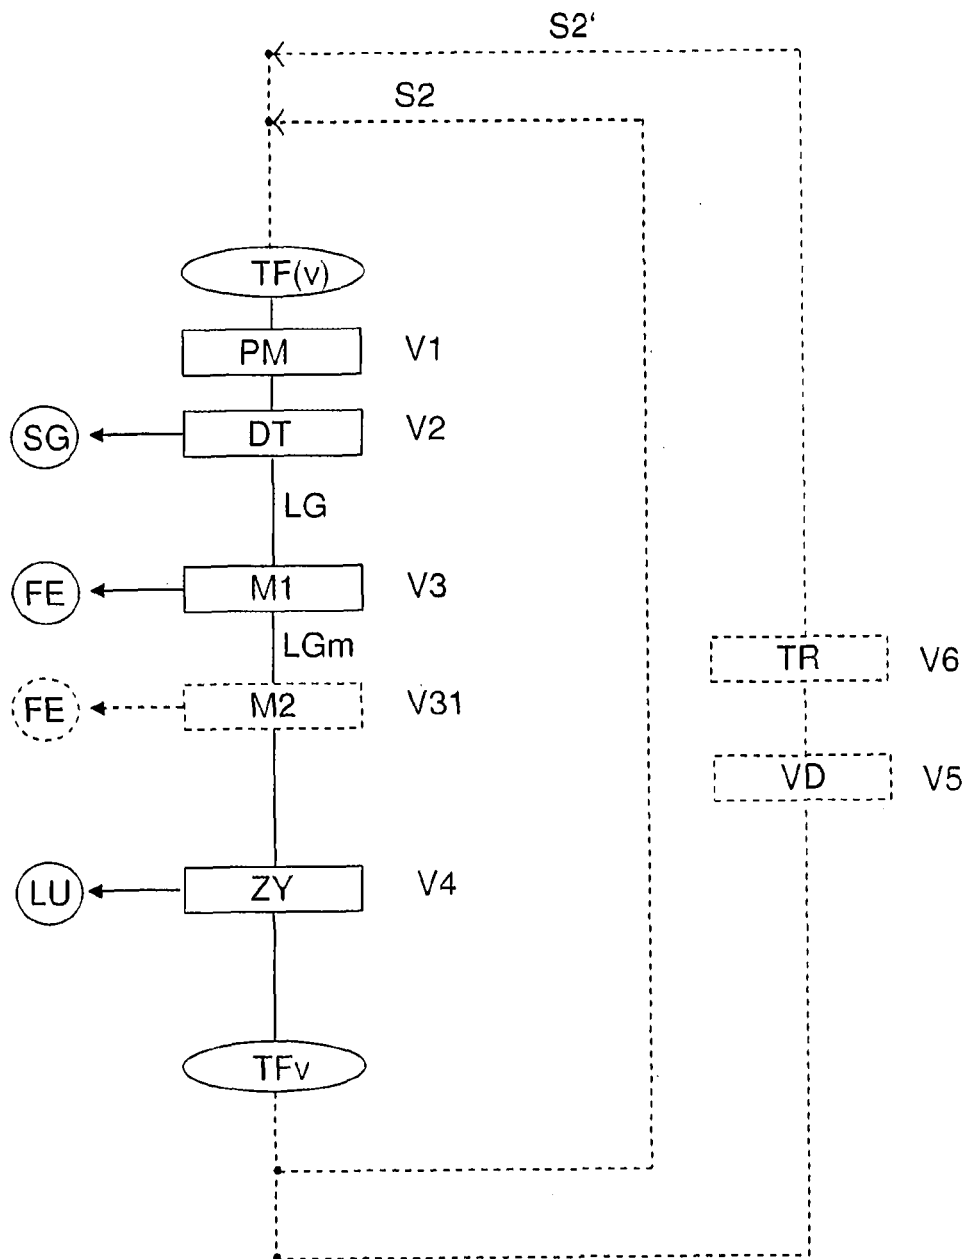 S2‘
S2
TF(v)
PM V1
SG DT V2
LG
FE M1 V3
LGm
TR V6
FE M2 V31
VD V5
LU ZY V4
TFv